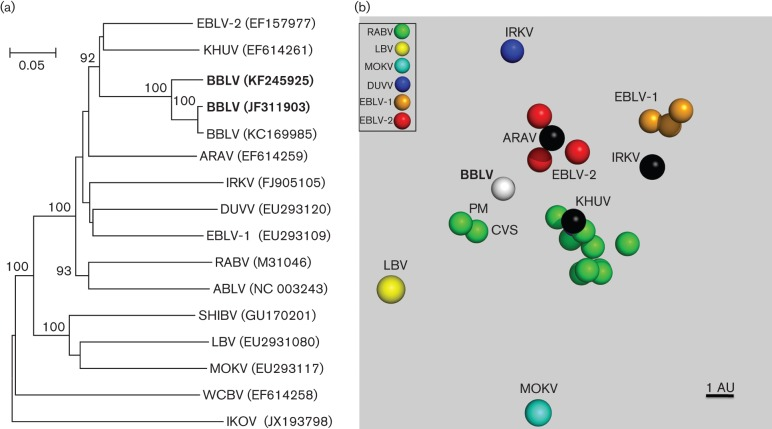 (a)
0.05
EBLV-2 (EF157977)
KHUV (EF614261)
92
BBLV (KF245925)
100
BBLV (JF311903)
100
BBLV (KC169985)
ARAV (EF614259)
IRKV (FJ905105)
100
DUVV (EU293120)
EBLV-1 (EU293109)
RABV (M31046)
100
93
ABLV (NC 003243)
SHIBV (GU170201)
100
LBV (EU2931080)
MOKV (EU293117)
WCBV (EF614258)
IKOV (JX193798)
(b)
RABV
LBV
MOKV
DUVV
EBLV-1
EBLV-2
IRKV
EBLV-1
ARAV
EBLV-2
IRKV
BBLV
KHUV
PM
CVS
LBV
MOKV
1 AU